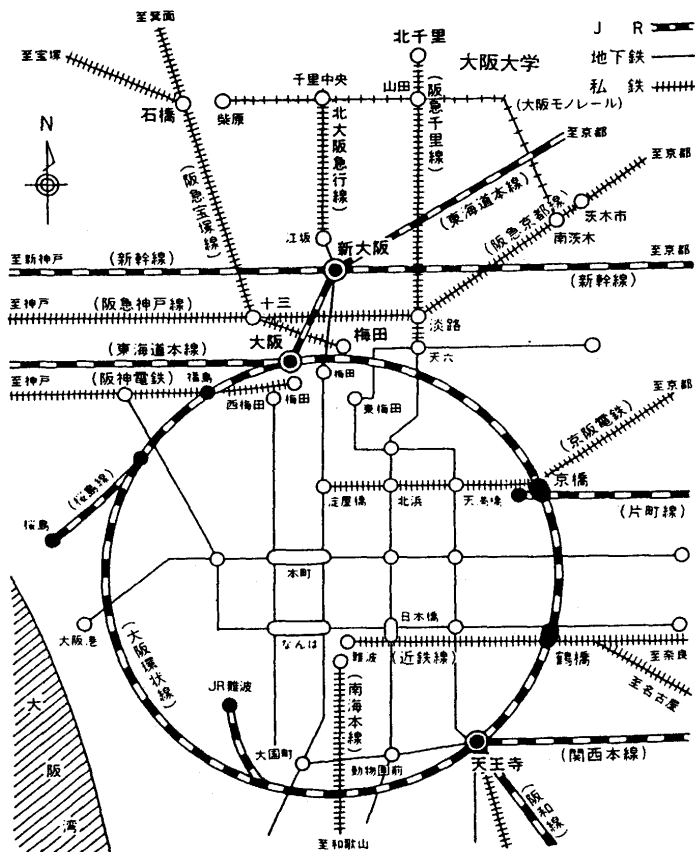 至箕面
至宝塚
石橋
柴原
千里中央
北千里
山田
大阪大学
J R
地下鉄
私鉄
(大阪モノレール)
N
(阪急宝塚線)
北大阪急行線
(阪急千里線)
至京都
至京都
(東海道本線)
(阪急京都線)
茨木市
南茨木
江坂
新大阪
至新神戸
(新幹線)
至京都
(新幹線)
至神戸
(阪急神戸線)
十三
梅田
淡路
大阪
(東海道本線)
天六
至神戸
(阪神電鉄)
福島
梅田
梅田
西梅田
東梅田
至京都
(京阪電鉄)
京橋
(桜島線)
桜島
淀屋橋
北浜
天満橋
(片町線)
本町
大阪港
日本橋
なんば
難波
(近鉄線)
鶴橋
至奈良
至名古屋
(大阪環状線)
JR難波
(南海本線)
大国町
動物園前
天王寺
(関西本線)
(阪和線)
至和歌山
大阪湾